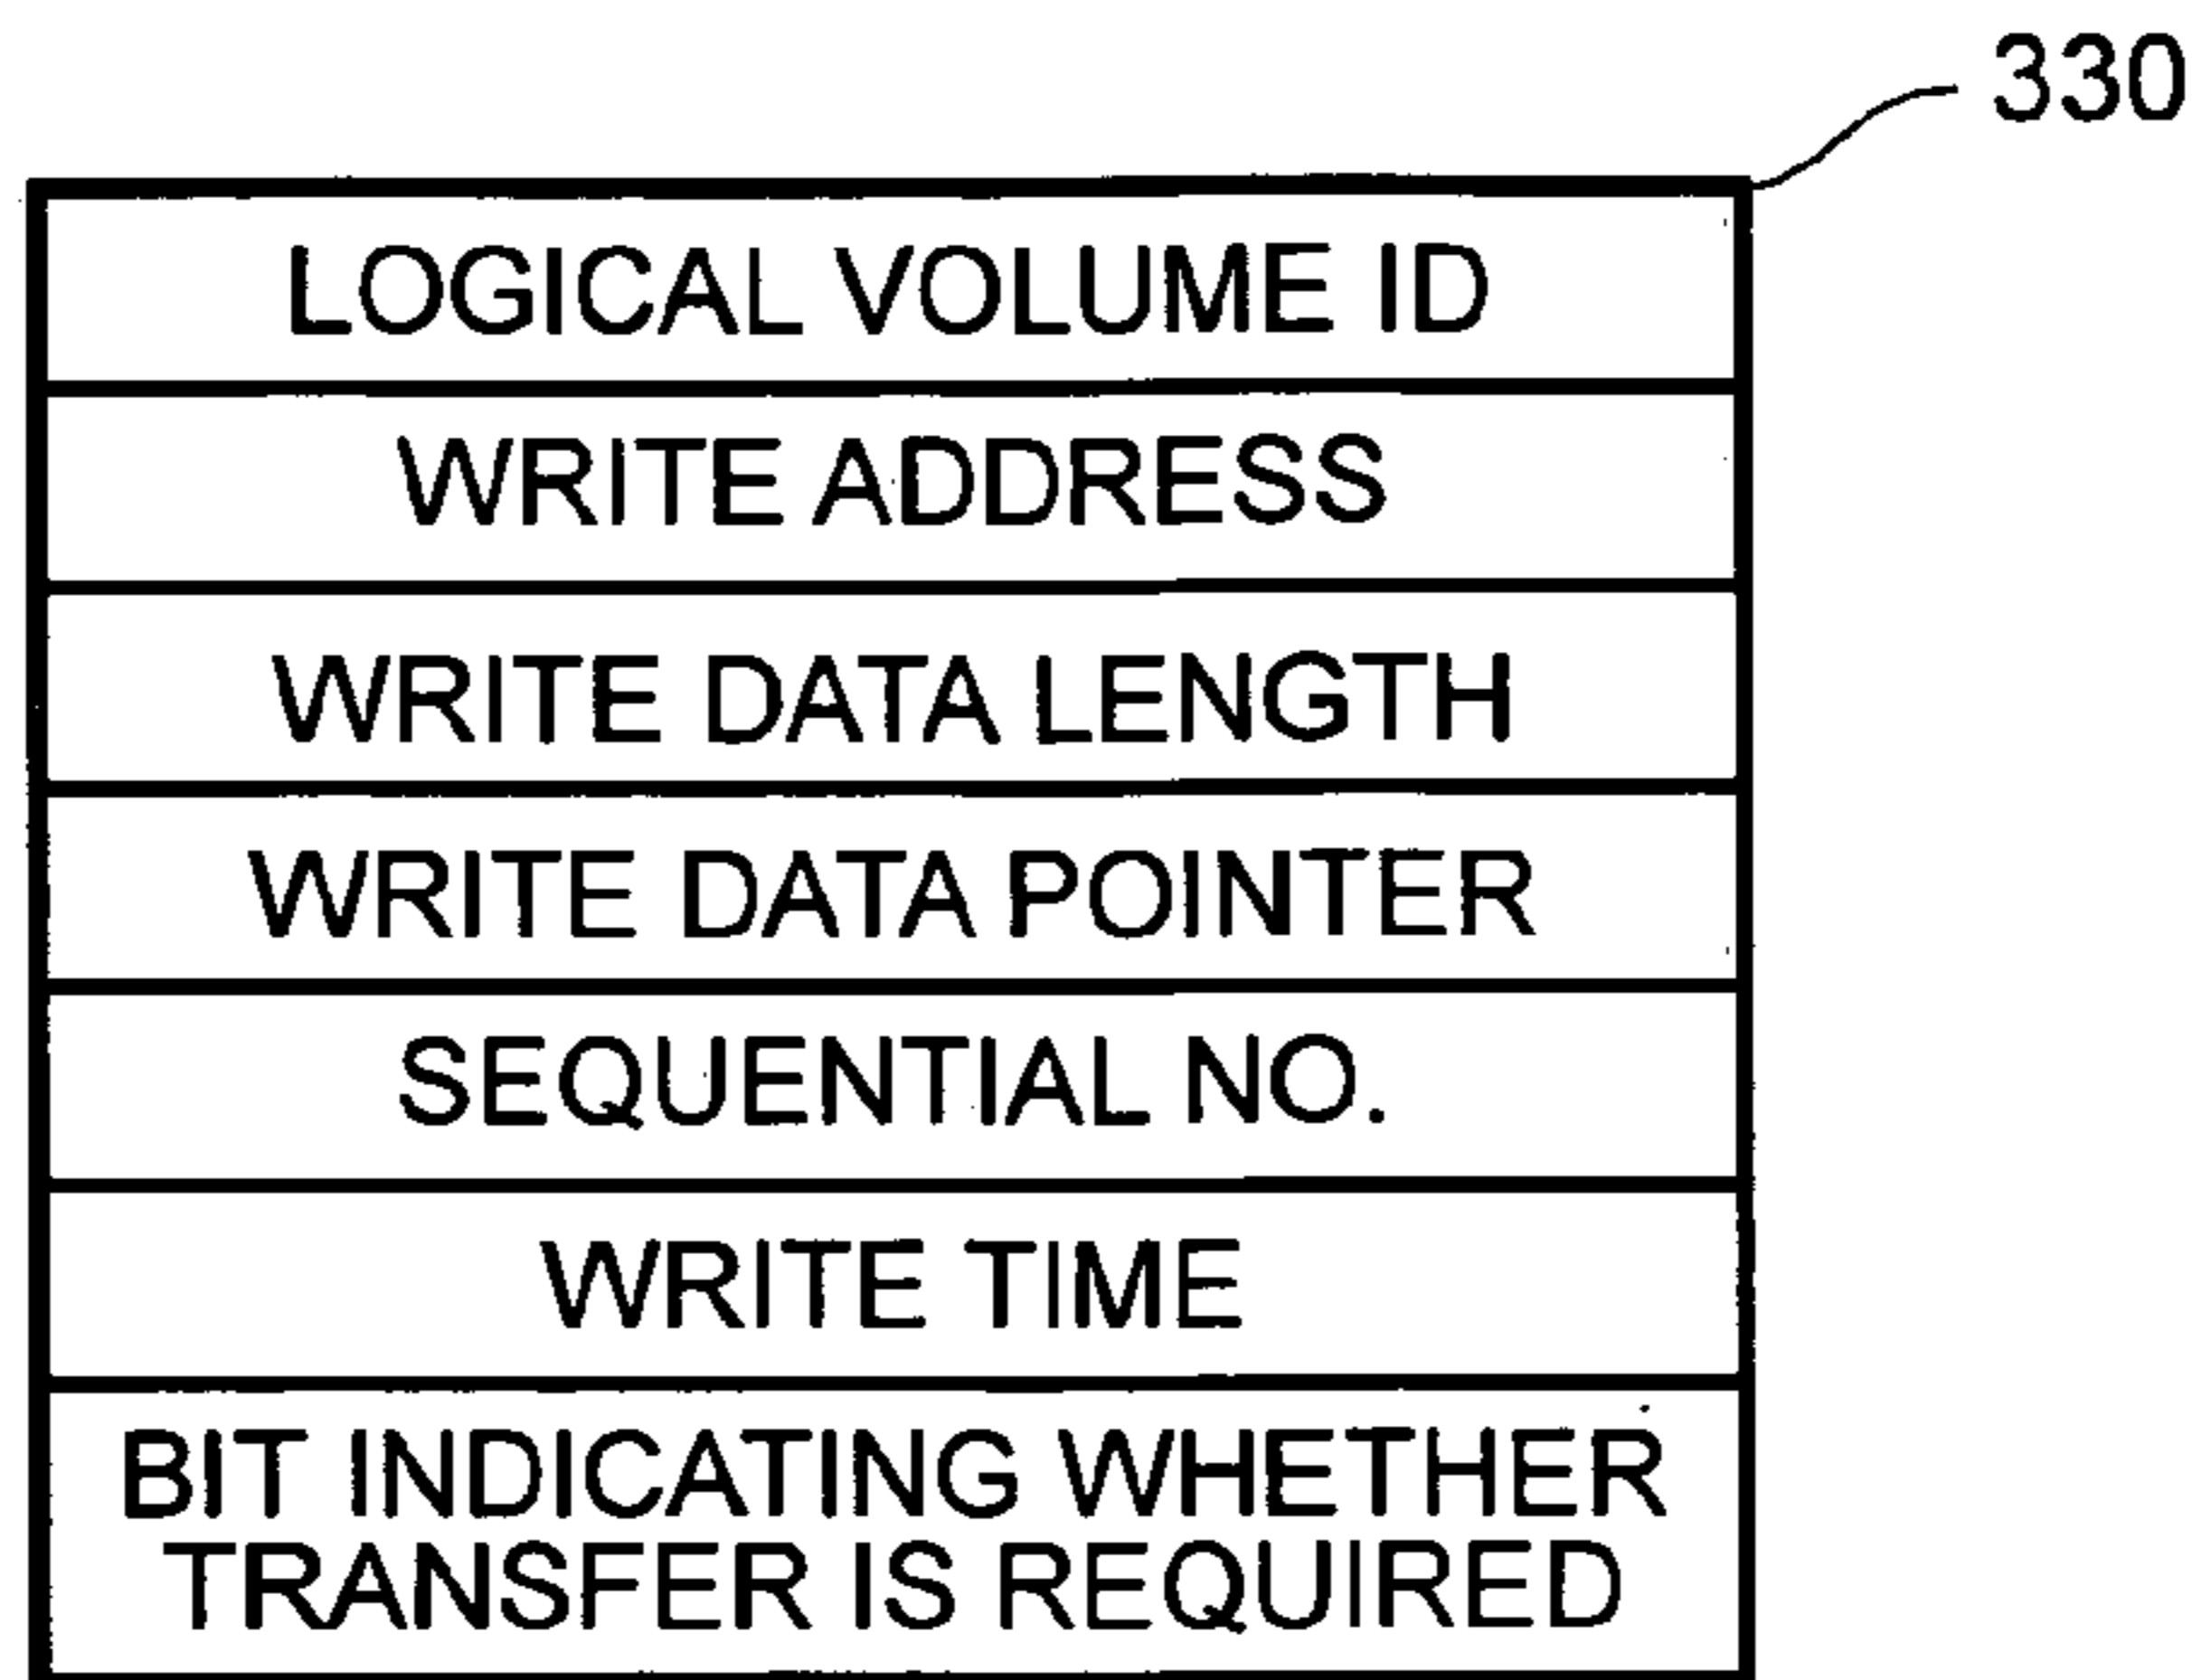 330
LOGICAL VOLUME ID
WRITE ADDRESS
WRITE DATA LENGTH
WRITE DATA POINTER
SEQUENTIAL NO.
WRITE TIME
BIT INDICATING WHETHER
TRANSFER IS REQUIRED